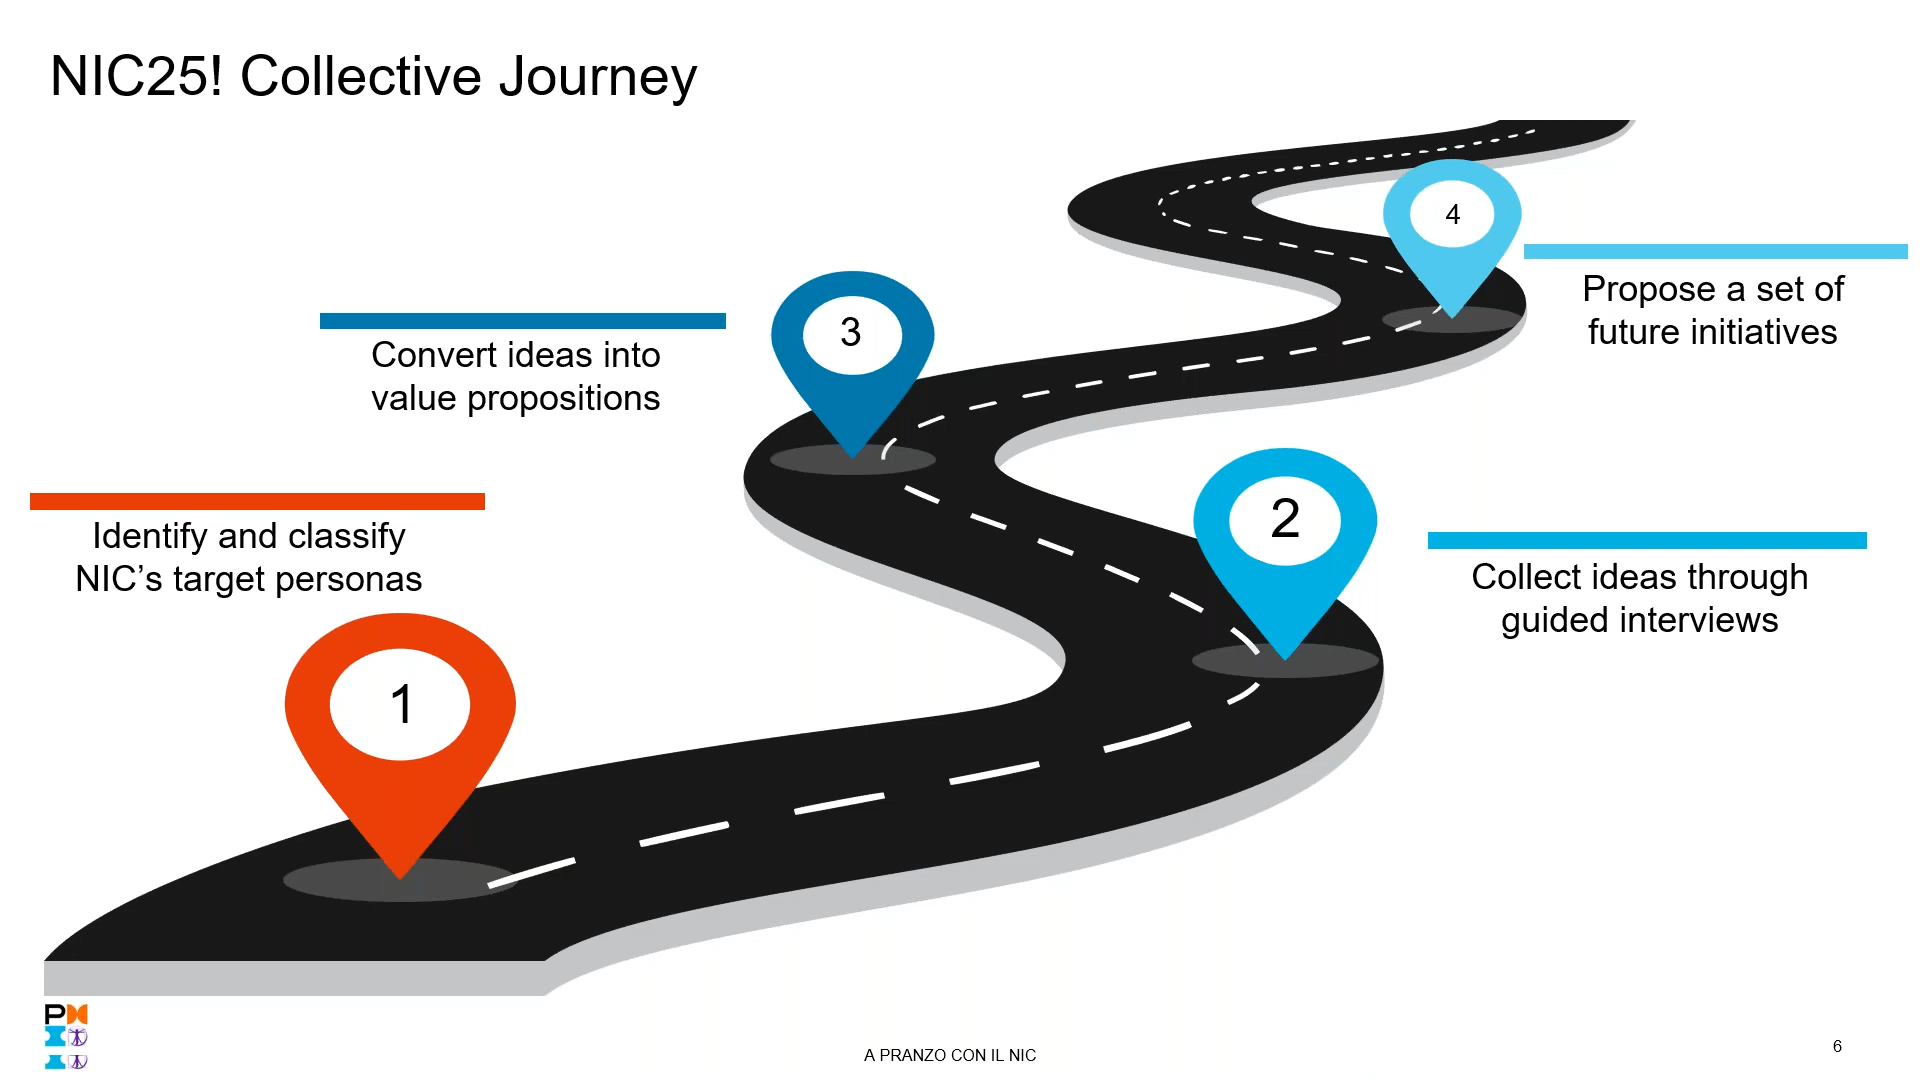 NIC25! Collective Journey
4
Propose a set of
future initiatives
3
Convert ideas into
value propositions
2
Collect ideas through
guided interviews
Identify and classify
NIC’s target personas
1
A PRANZO CON IL NIC
6